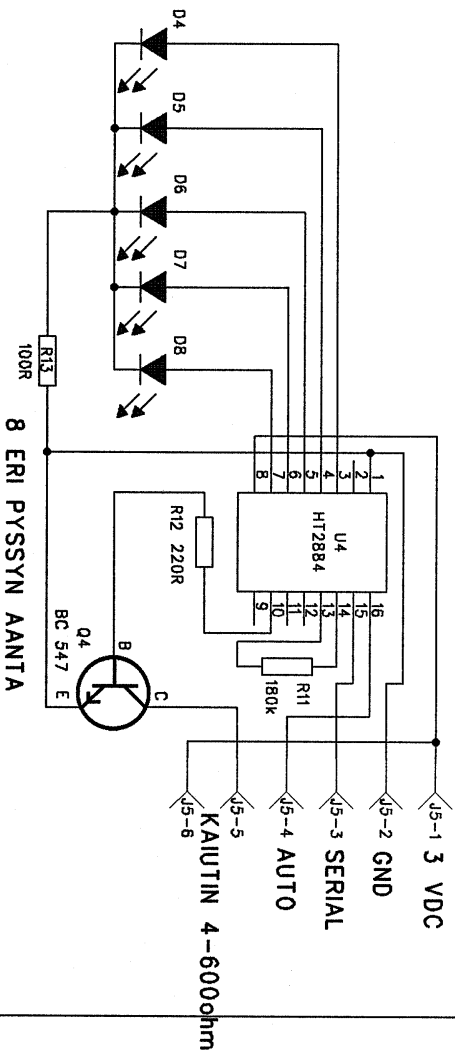 D4
D5
D6
D7
D8
R13
100R
8 ERI PYSSYN AANTA
8
7
6
5
4
3
2
1
U4
HT2884
9
10
11
12
13
14
15
16
R12 220R
R11
180k
Q4
BC 547
B
C
E
J5-1 3 VDC
J5-2 GND
J5-3 SERIAL
J5-4 AUTO
J5-5
J5-6
KAIUTIN 4-600ohm